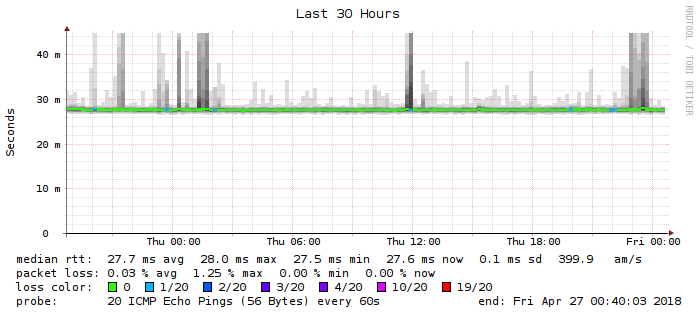 Last 30 Hours
RRDTOOL / TOBI OETIKER
Seconds
40 m
30 m
20 m
10 m
0
Thu 00:00 Thu 06:00 Thu 12:00 Thu 18:00 Fri 00:00
median rtt: 27.7 ms avg 28.0 ms max 27.5 ms min 27.6 ms now 0.1 ms sd 399.9 am/s
packet loss: 0.03 % avg 1.25 % max 0.00 % min 0.00 % now
loss color: 0 1/20 2/20 3/20 4/20 10/20 19/20
probe: 20 ICMP Echo Pings (56 Bytes) every 60s end: Fri Apr 27 00:40:03 2018